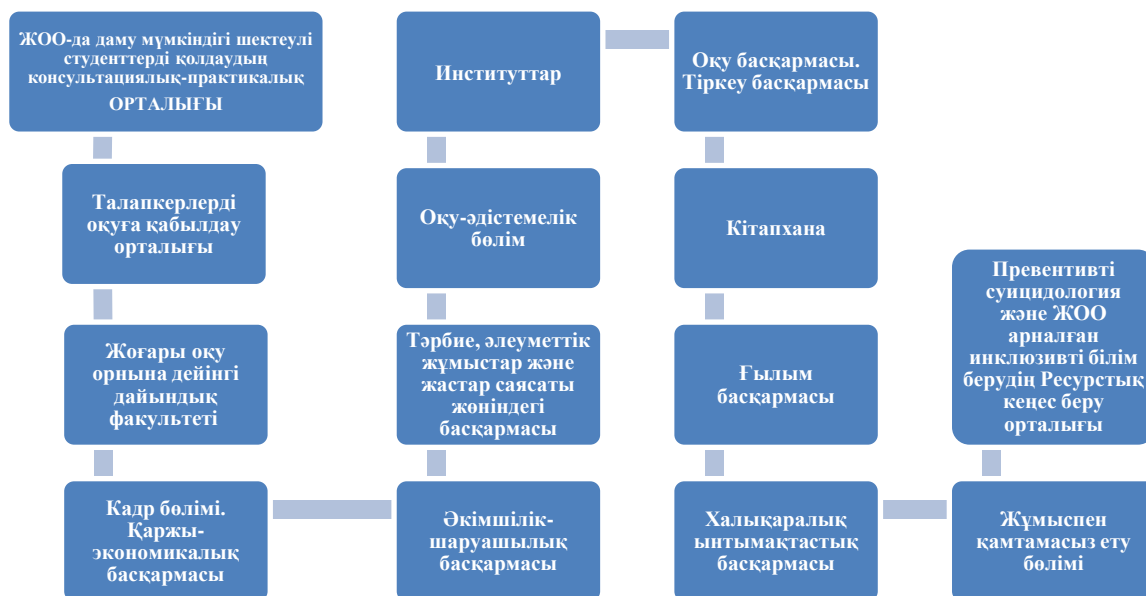 ЖОО-да даму мүмкіндігі шектеулі
студенттерді қолдаудың
консультациялық-практикалық
ОРТАЛЫҒЫ
Талапкерлерді
оқуға қабылдау
орталығы
Жоғары оқу
орнына дейінгі
дайындық
факультеті
Кадр бөлімі.
Қаржы-
экономикалық
басқармасы
Әкімшілік-
шаруашылық
басқармасы
Тәрбие, әлеуметтік
жұмыстар және
жастар саясаты
жөніндегі
басқармасы
Оқу-әдістемелік
бөлім
Институттар
Оқу басқармасы.
Тіркеу басқармасы
Кітапхана
Ғылым
басқармасы
Халықаралық
ынтымақтастық
басқармасы
Жұмыспен
қамтамасыз ету
бөлімі
Превентивті
суицидология
және ЖОО
арналған
инклюзивті білім
берудің Ресурстық
кеңес беру
орталығы